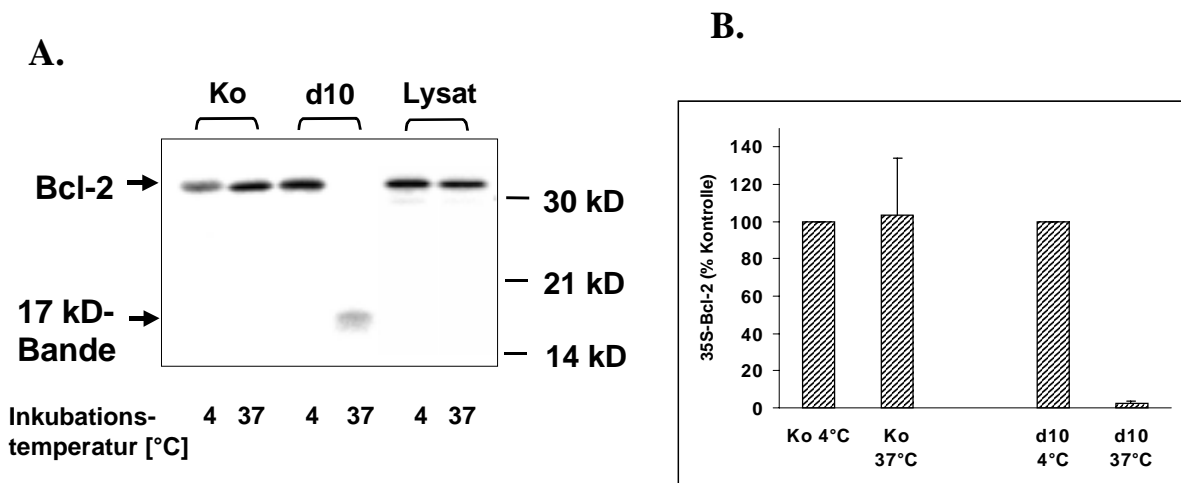 A.
Ko d10 Lysat
Bcl-2
30 kD
21 kD
17 kD-
Bande
14 kD
Inkubations-
temperatur [°C]
4 37 4 37 4 37
B.
35S-Bcl-2 (% Kontrolle)
140
120
100
80
60
40
20
0
Ko 4°C
Ko
37°C
d10
4°C
d10
37°C